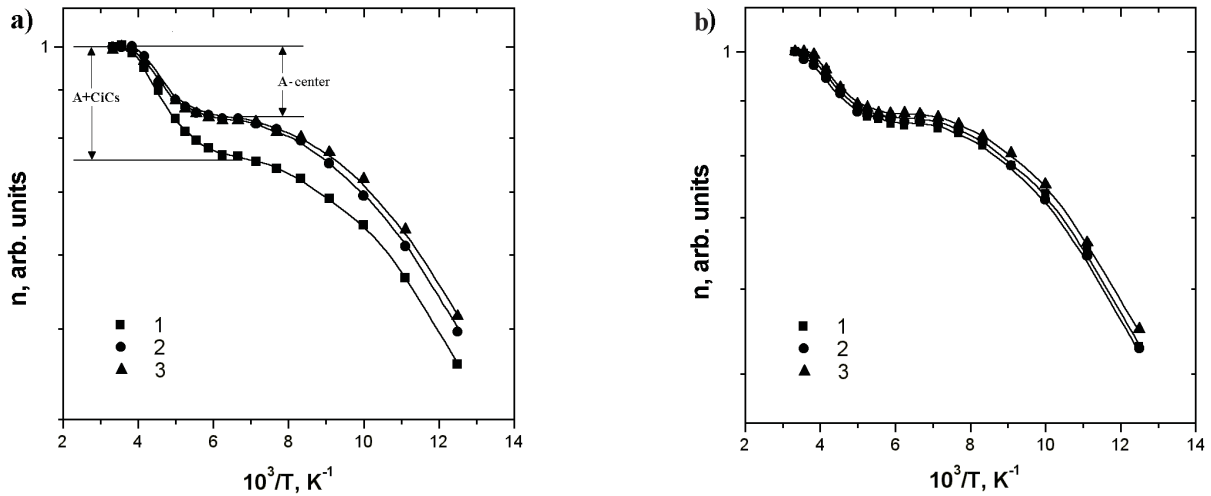 a)
1
A-center
A+CiCs
n, arb. units
1
2
3
2 4 6 8 10 12 14
10³/T, K⁻¹
b)
1
n, arb. units
1
2
3
2 4 6 8 10 12 14
10³/T, K⁻¹